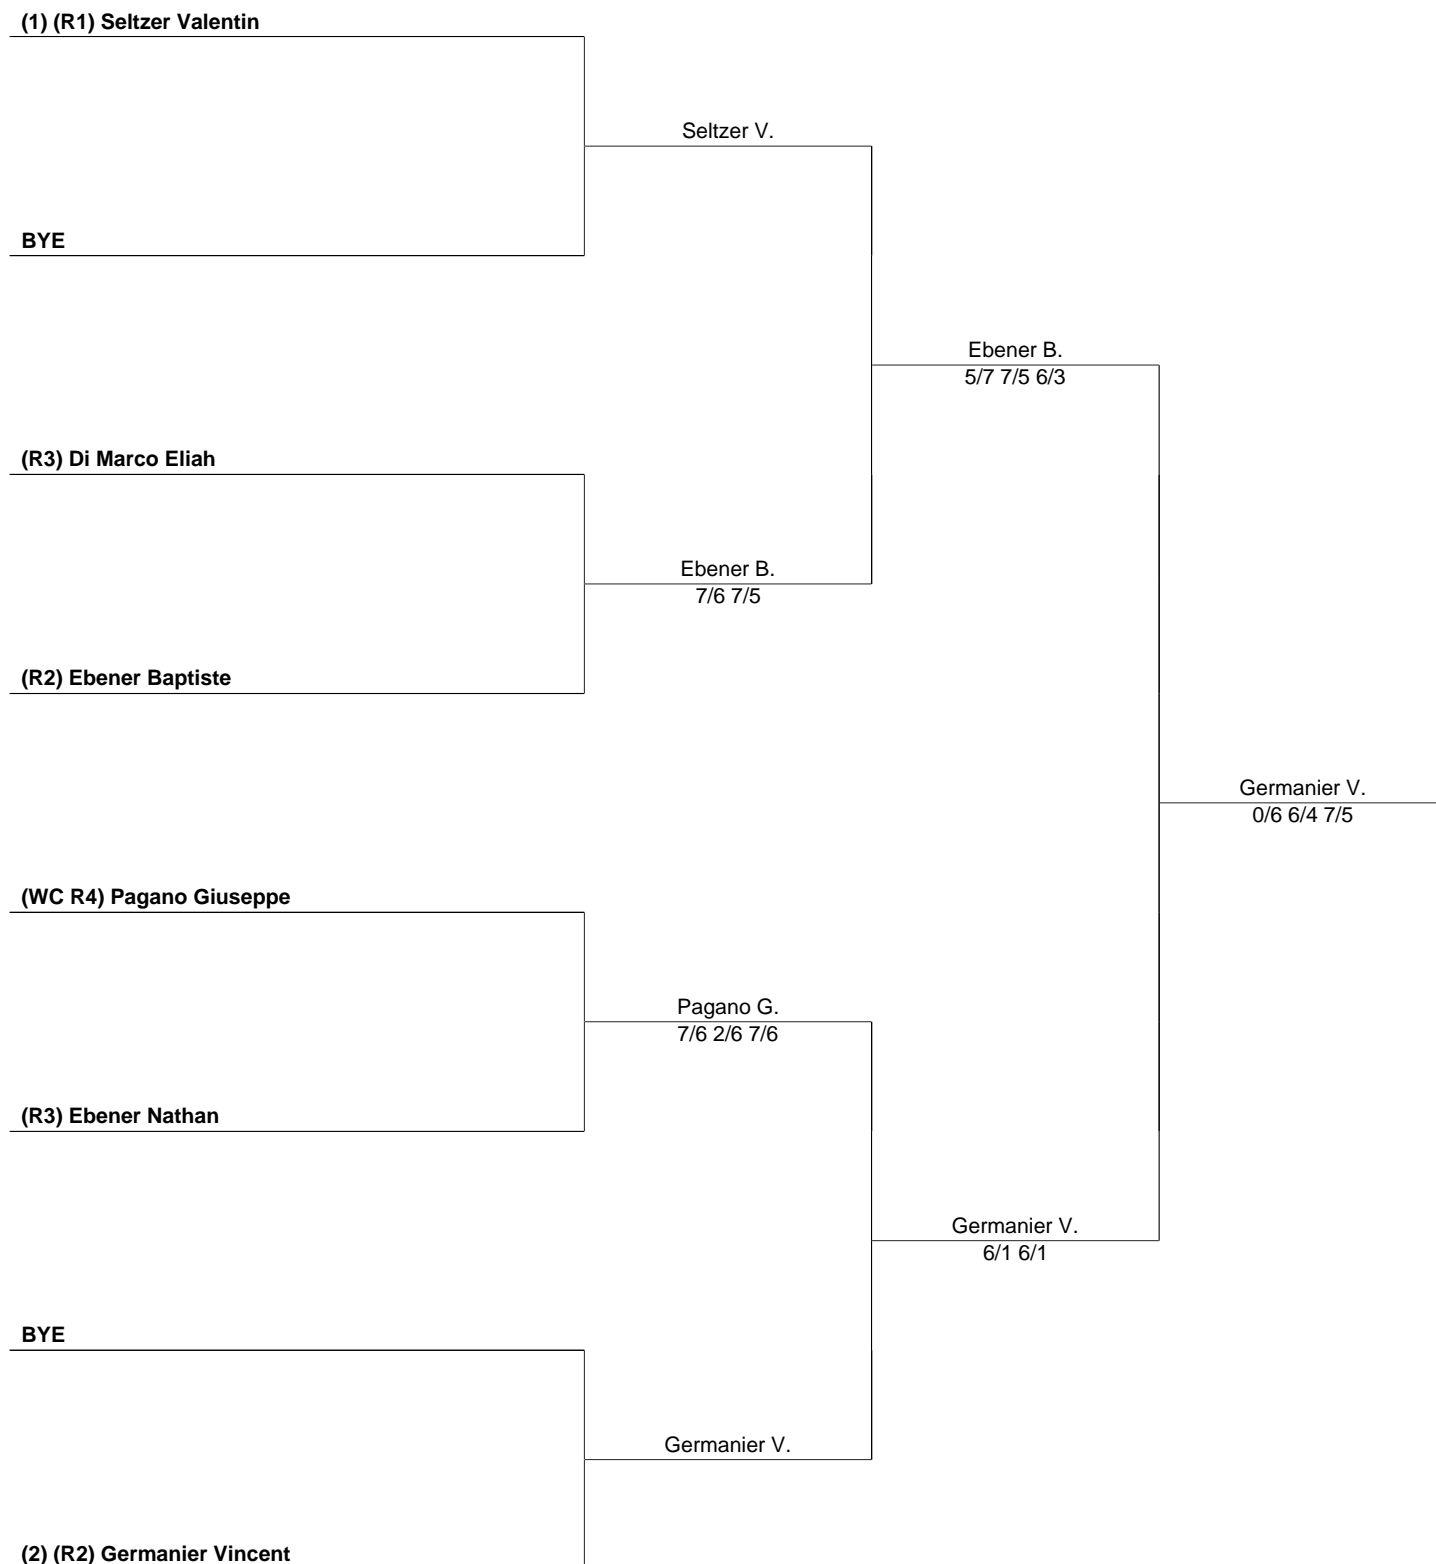 (1) (R1) Seltzer Valentin
Seltzer V.
BYE
Ebener B.
5/7 7/5 6/3
(R3) Di Marco Eliah
Ebener B.
7/6 7/5
(R2) Ebener Baptiste
Germanier V.
0/6 6/4 7/5
(WC R4) Pagano Giuseppe
Pagano G.
7/6 2/6 7/6
(R3) Ebener Nathan
Germanier V.
6/1 6/1
BYE
Germanier V.
(2) (R2) Germanier Vincent